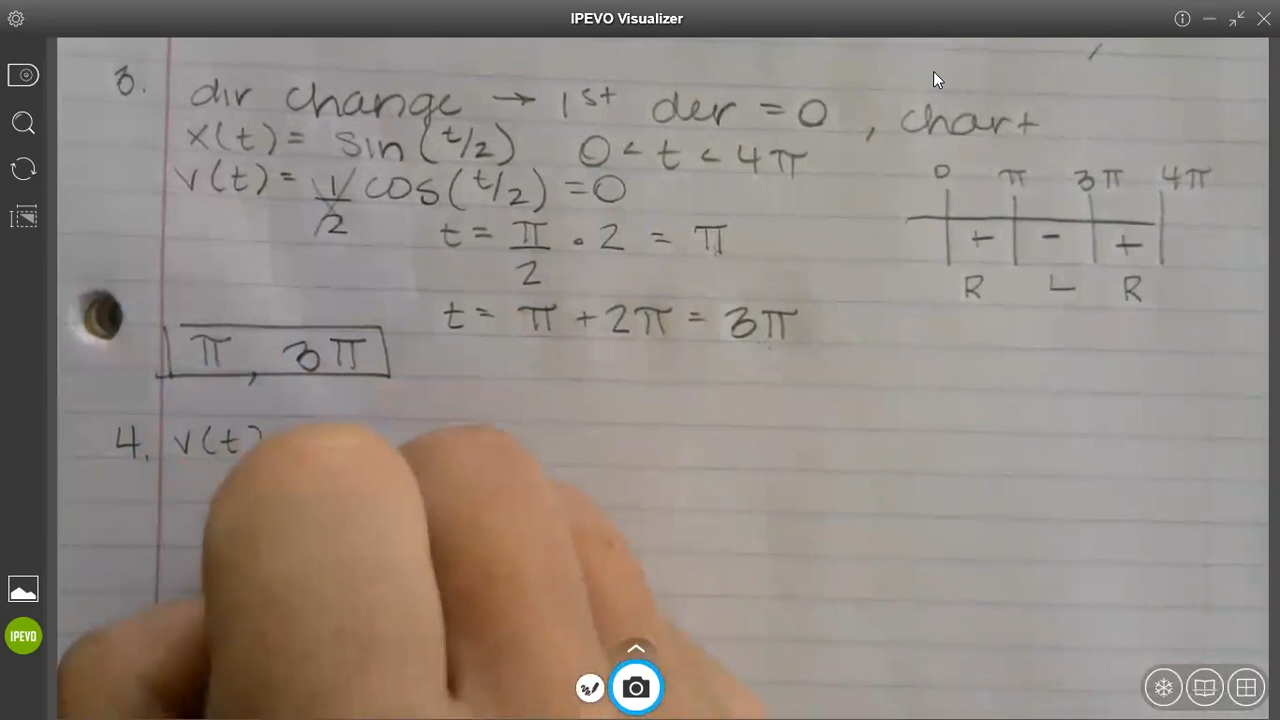 IPEVO Visualizer
3. dir change → 1st der = 0 , chart
x(t) = sin (t/2) 0 < t < 4π
v(t) = 1/2 cos (t/2) = 0
t = π/2 · 2 = π
t = π + 2π = 3π
0 π 3π 4π
+ - +
R L R
π , 3π
4. v(t)
IPEVO